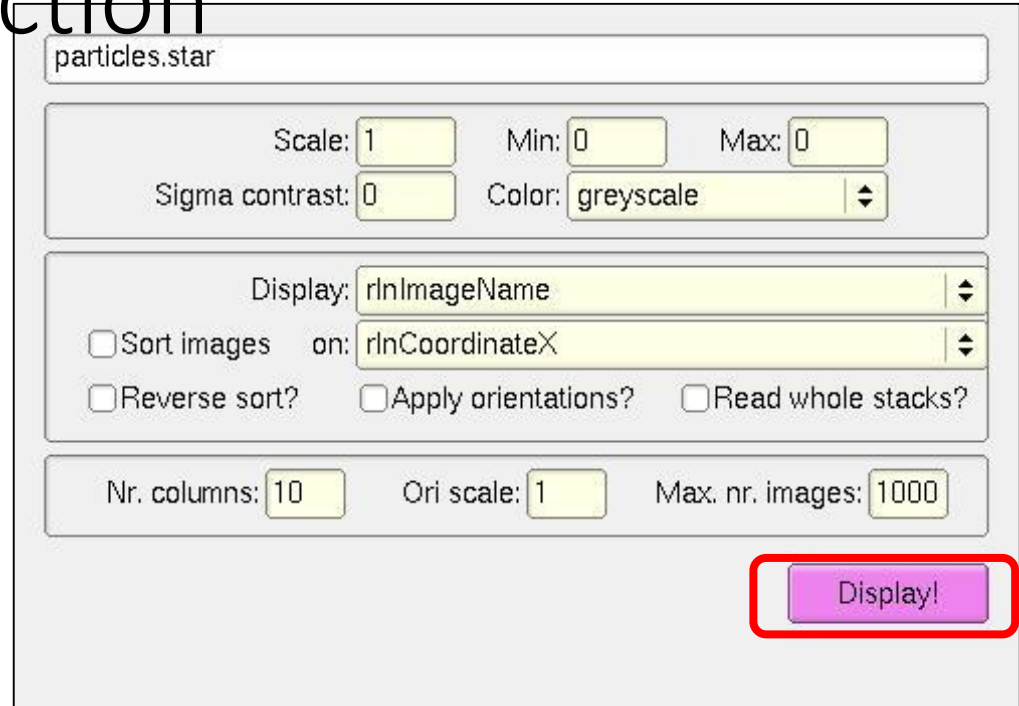 ction
particles.star
Scale: 1 Min: 0 Max: 0
Sigma contrast: 0 Color: greyscale
Display: rlnImageName
Sort images on: rlnCoordinateX
Reverse sort? Apply orientations? Read whole stacks?
Nr. columns: 10 Ori scale: 1 Max. nr. images: 1000
Display!